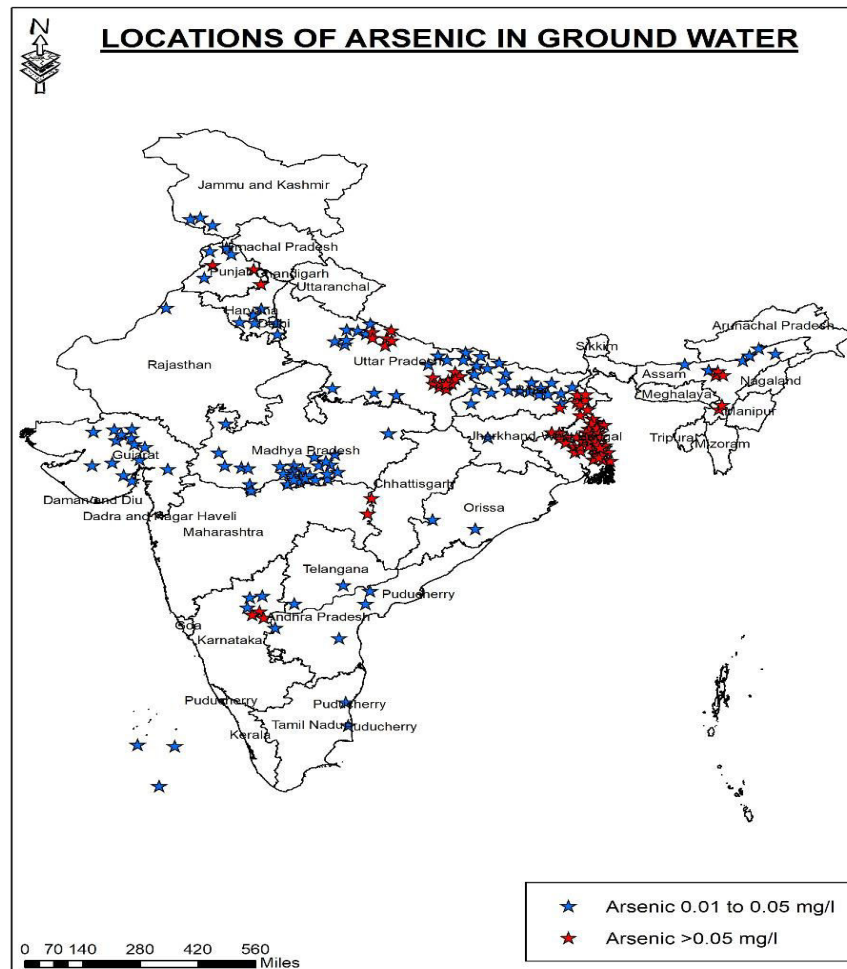 N
LOCATIONS OF ARSENIC IN GROUND WATER
Jammu and Kashmir
Himachal Pradesh
Punjab
Chandigarh
Uttaranchal
Haryana
Delhi
Arunachal Pradesh
Sikkim
Rajasthan
Uttar Pradesh
Assam
Nagaland
Meghalaya
Bihar
Manipur
Jharkhand
West Bengal
Tripura
Mizoram
Gujarat
Madhya Pradesh
Chhattisgarh
Daman and Diu
Orissa
Dadra and Nagar Haveli
Maharashtra
Telangana
Puducherry
Goa
Andhra Pradesh
Karnataka
Puducherry
Puducherry
Tamil Nadu
Puducherry
Kerala
Arsenic 0.01 to 0.05 mg/l
Arsenic >0.05 mg/l
0 70 140 280 420 560
Miles